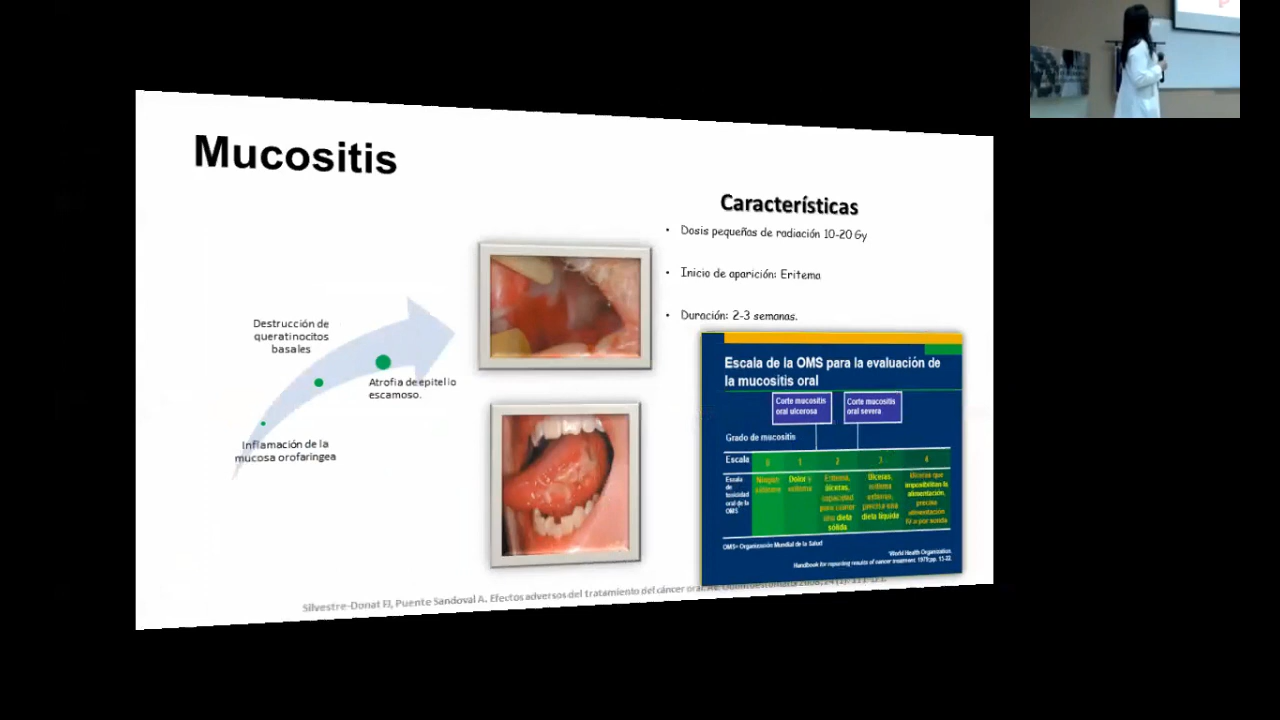 Mucositis
Características
• Dosis pequeñas de radiación 10-20 Gy
• Inicio de aparición: Eritema
• Duración: 2-3 semanas.
Destrucción de
queratinocitos
basales
Atrofia de epitelio
escamoso.
Inflamación de la
mucosa orofaríngea
Escala de la OMS para la evaluación de
la mucositis oral
Corte mucositis
oral ulcerosa
Corte mucositis
oral severa
Grado de mucositis
Escala 0 1 2 3 4
Escala
de
toxicidad
oral de la
OMS
Ningún
síntoma
Dolor y
eritema
Eritema,
úlceras,
capacidad
para comer
una dieta
sólida
Úlceras,
eritema
extenso,
precisa una
dieta líquida
Úlceras que
imposibilitan la
alimentación,
precisa
alimentación
IV o por sonda
OMS= Organización Mundial de la Salud
World Health Organization.
Handbook for reporting results of cancer treatment. 1979; pp. 15-22.
Silvestre-Donat FJ, Puente Sandoval A. Efectos adversos del tratamiento del cáncer oral.